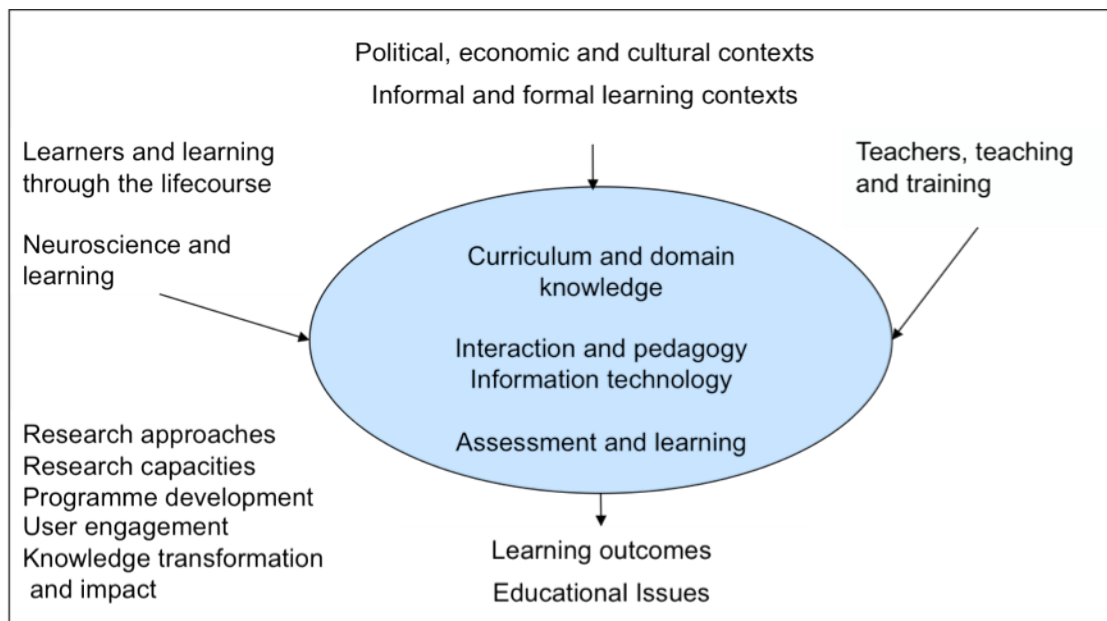 Political, economic and cultural contexts
Informal and formal learning contexts
Learners and learning
through the lifecourse
Neuroscience and
learning
Teachers, teaching
and training
Curriculum and domain
knowledge
Interaction and pedagogy
Information technology
Assessment and learning
Research approaches
Research capacities
Programme development
User engagement
Knowledge transformation
and impact
Learning outcomes
Educational Issues